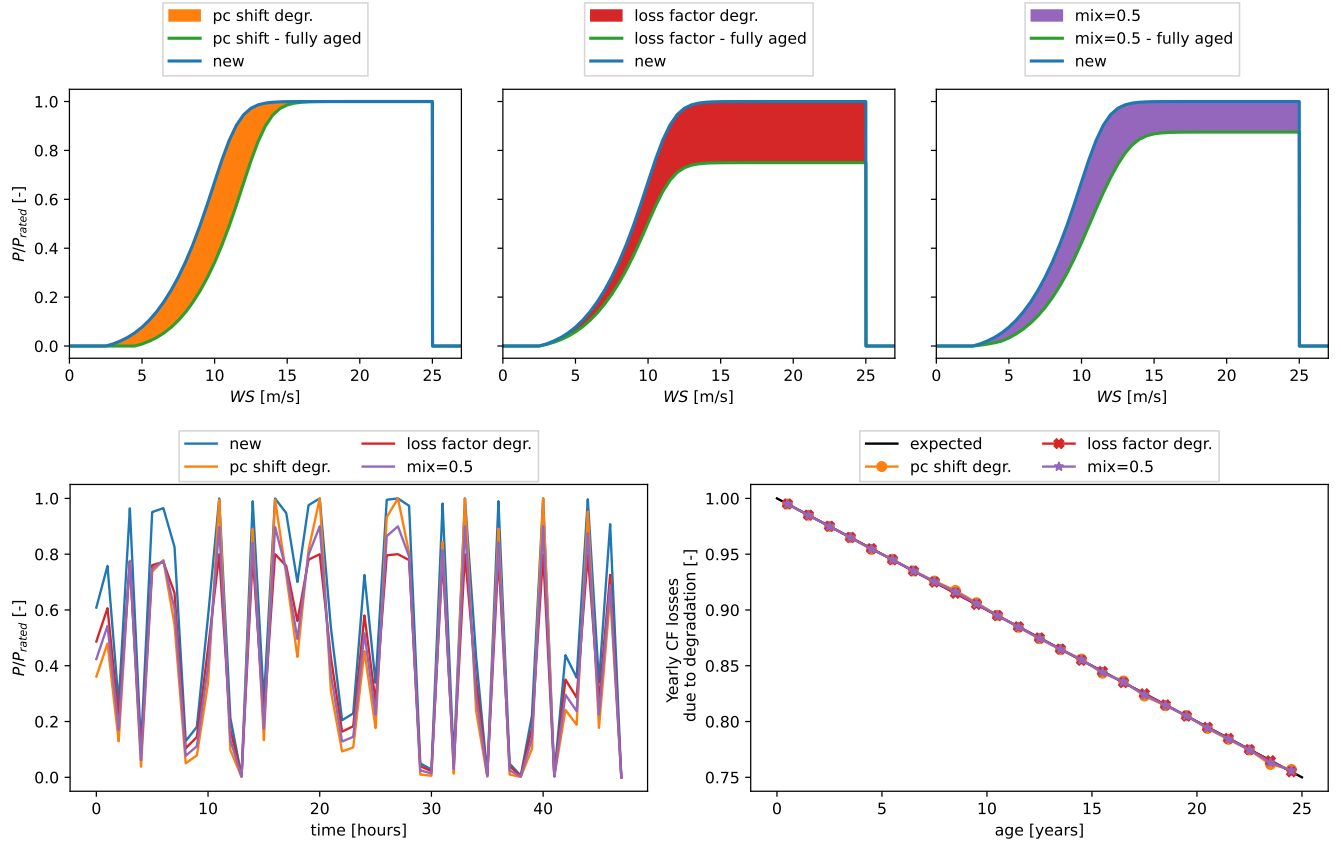 pc shift degr.
pc shift - fully aged
new
loss factor degr.
loss factor - fully aged
new
mix=0.5
mix=0.5 - fully aged
new
P/P_rated [-]
1.0
0.8
0.6
0.4
0.2
0.0
0 5 10 15 20 25
WS [m/s]
0 5 10 15 20 25
WS [m/s]
0 5 10 15 20 25
WS [m/s]
new loss factor degr.
pc shift degr. mix=0.5
P/P_rated [-]
1.0
0.8
0.6
0.4
0.2
0.0
0 10 20 30 40
time [hours]
expected loss factor degr.
pc shift degr. mix=0.5
Yearly CF losses
due to degradation [-]
1.00
0.95
0.90
0.85
0.80
0.75
0 5 10 15 20 25
age [years]